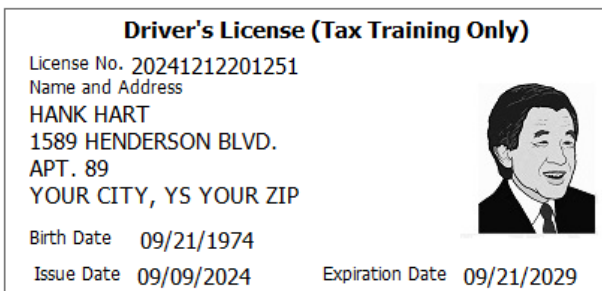 Driver's License (Tax Training Only)
License No. 20241212201251
Name and Address
HANK HART
1589 HENDERSON BLVD.
APT. 89
YOUR CITY, YS YOUR ZIP
Birth Date 09/21/1974
Issue Date 09/09/2024 Expiration Date 09/21/2029